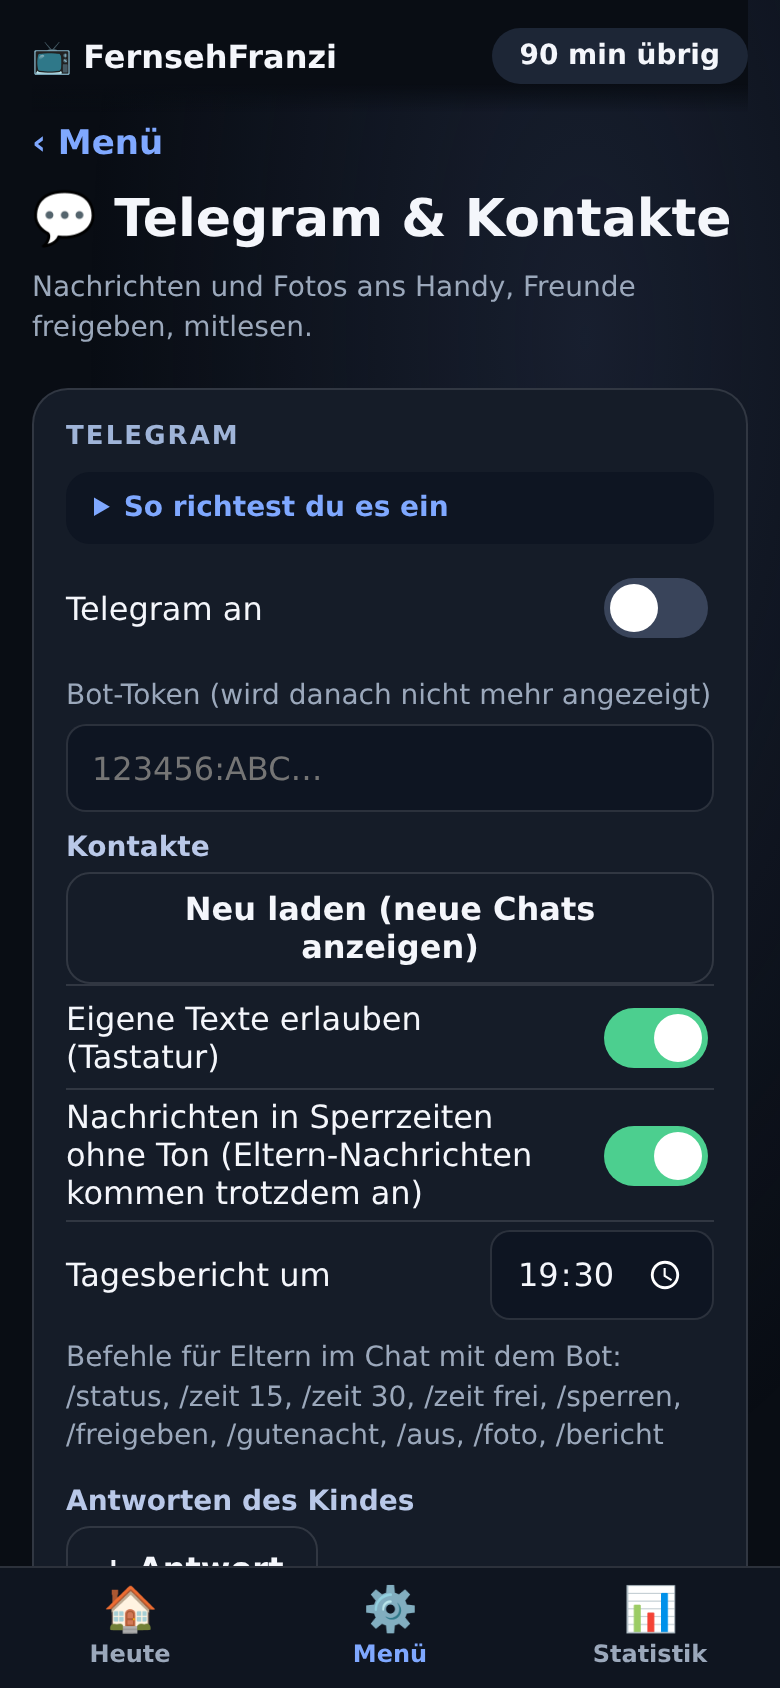 FernsehFranzi
90 min übrig
‹ Menü
Telegram & Kontakte
Nachrichten und Fotos ans Handy, Freunde
freigeben, mitlesen.
TELEGRAM
So richtest du es ein
Telegram an
Bot-Token (wird danach nicht mehr angezeigt)
123456:ABC…
Kontakte
Neu laden (neue Chats
anzeigen)
Eigene Texte erlauben
(Tastatur)
Nachrichten in Sperrzeiten
ohne Ton (Eltern-Nachrichten
kommen trotzdem an)
Tagesbericht um
19:30
Befehle für Eltern im Chat mit dem Bot:
/status, /zeit 15, /zeit 30, /zeit frei, /sperren,
/freigeben, /gutenacht, /aus, /foto, /bericht
Antworten des Kindes
+ Antwort
Heute
Menü
Statistik